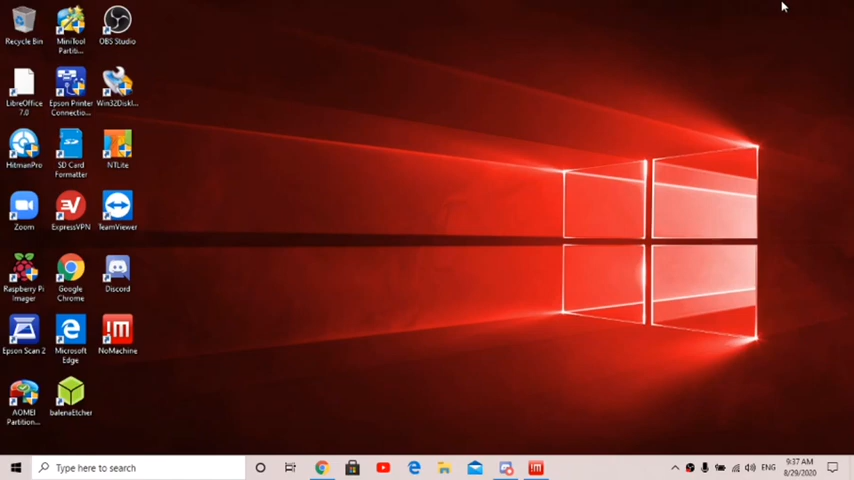 Recycle Bin
MiniTool
Partiti...
OBS Studio
LibreOffice
7.0
Epson Printer
Connectio...
Win32DiskI...
HitmanPro
SD Card
Formatter
NTLite
Zoom
ExpressVPN
TeamViewer
Raspberry Pi
Imager
Google
Chrome
Discord
Epson Scan 2
Microsoft
Edge
NoMachine
AOMEI
Partition...
balenaEtcher
Type here to search
ENG
9:37 AM
8/29/2020